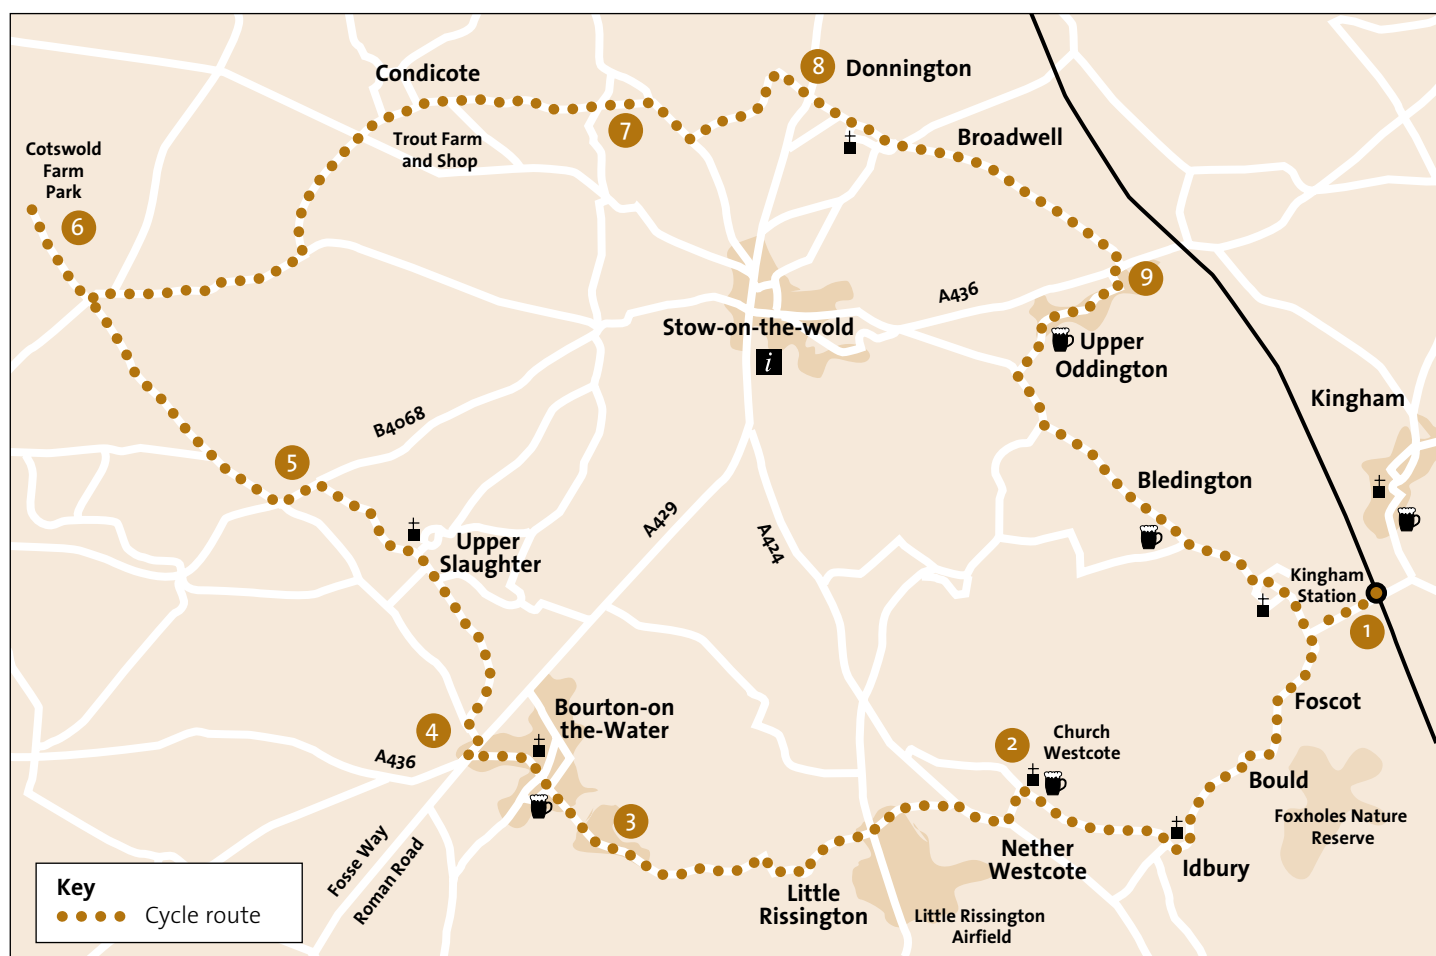 8
Donnington
Condicote
7
Broadwell
Trout Farm
and Shop
Cotswold
Farm
Park
6
9
A436
Stow-on-the-wold
i
Upper
Oddington
Kingham
B4068
5
Bledington
A429
A424
Upper
Slaughter
Kingham
Station
1
Foscot
4
Bourton-on
the-Water
2
Church
Westcote
A436
Bould
3
Foxholes Nature
Reserve
Nether
Westcote
Idbury
Fosse Way
Roman Road
Little
Rissington
Little Rissington
Airfield
Key
Cycle route